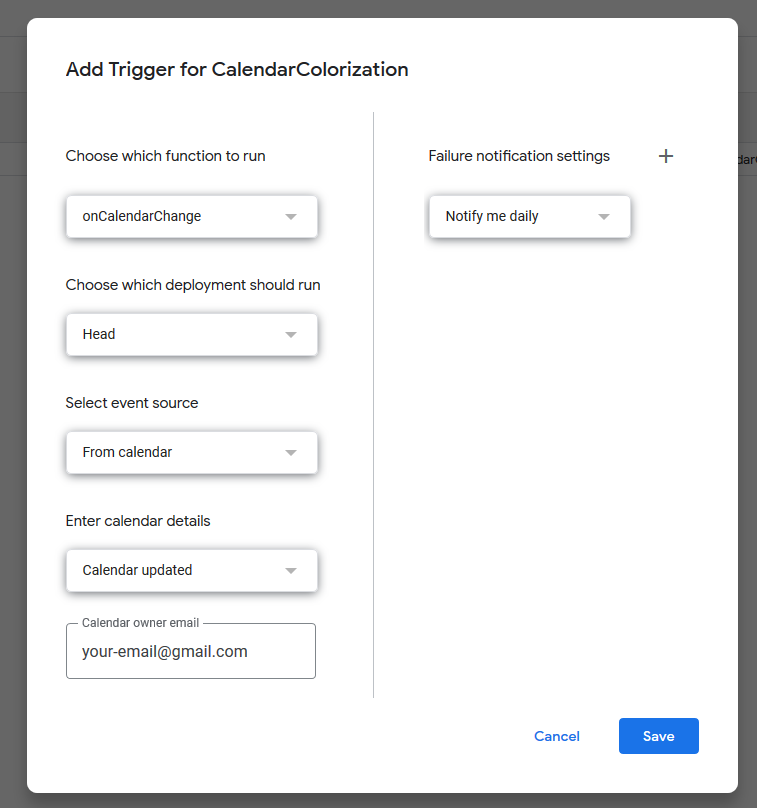 Add Trigger for CalendarColorization
Choose which function to run
onCalendarChange
Choose which deployment should run
Head
Select event source
From calendar
Enter calendar details
Calendar updated
Calendar owner email
your-email@gmail.com
Failure notification settings
Notify me daily
Cancel
Save